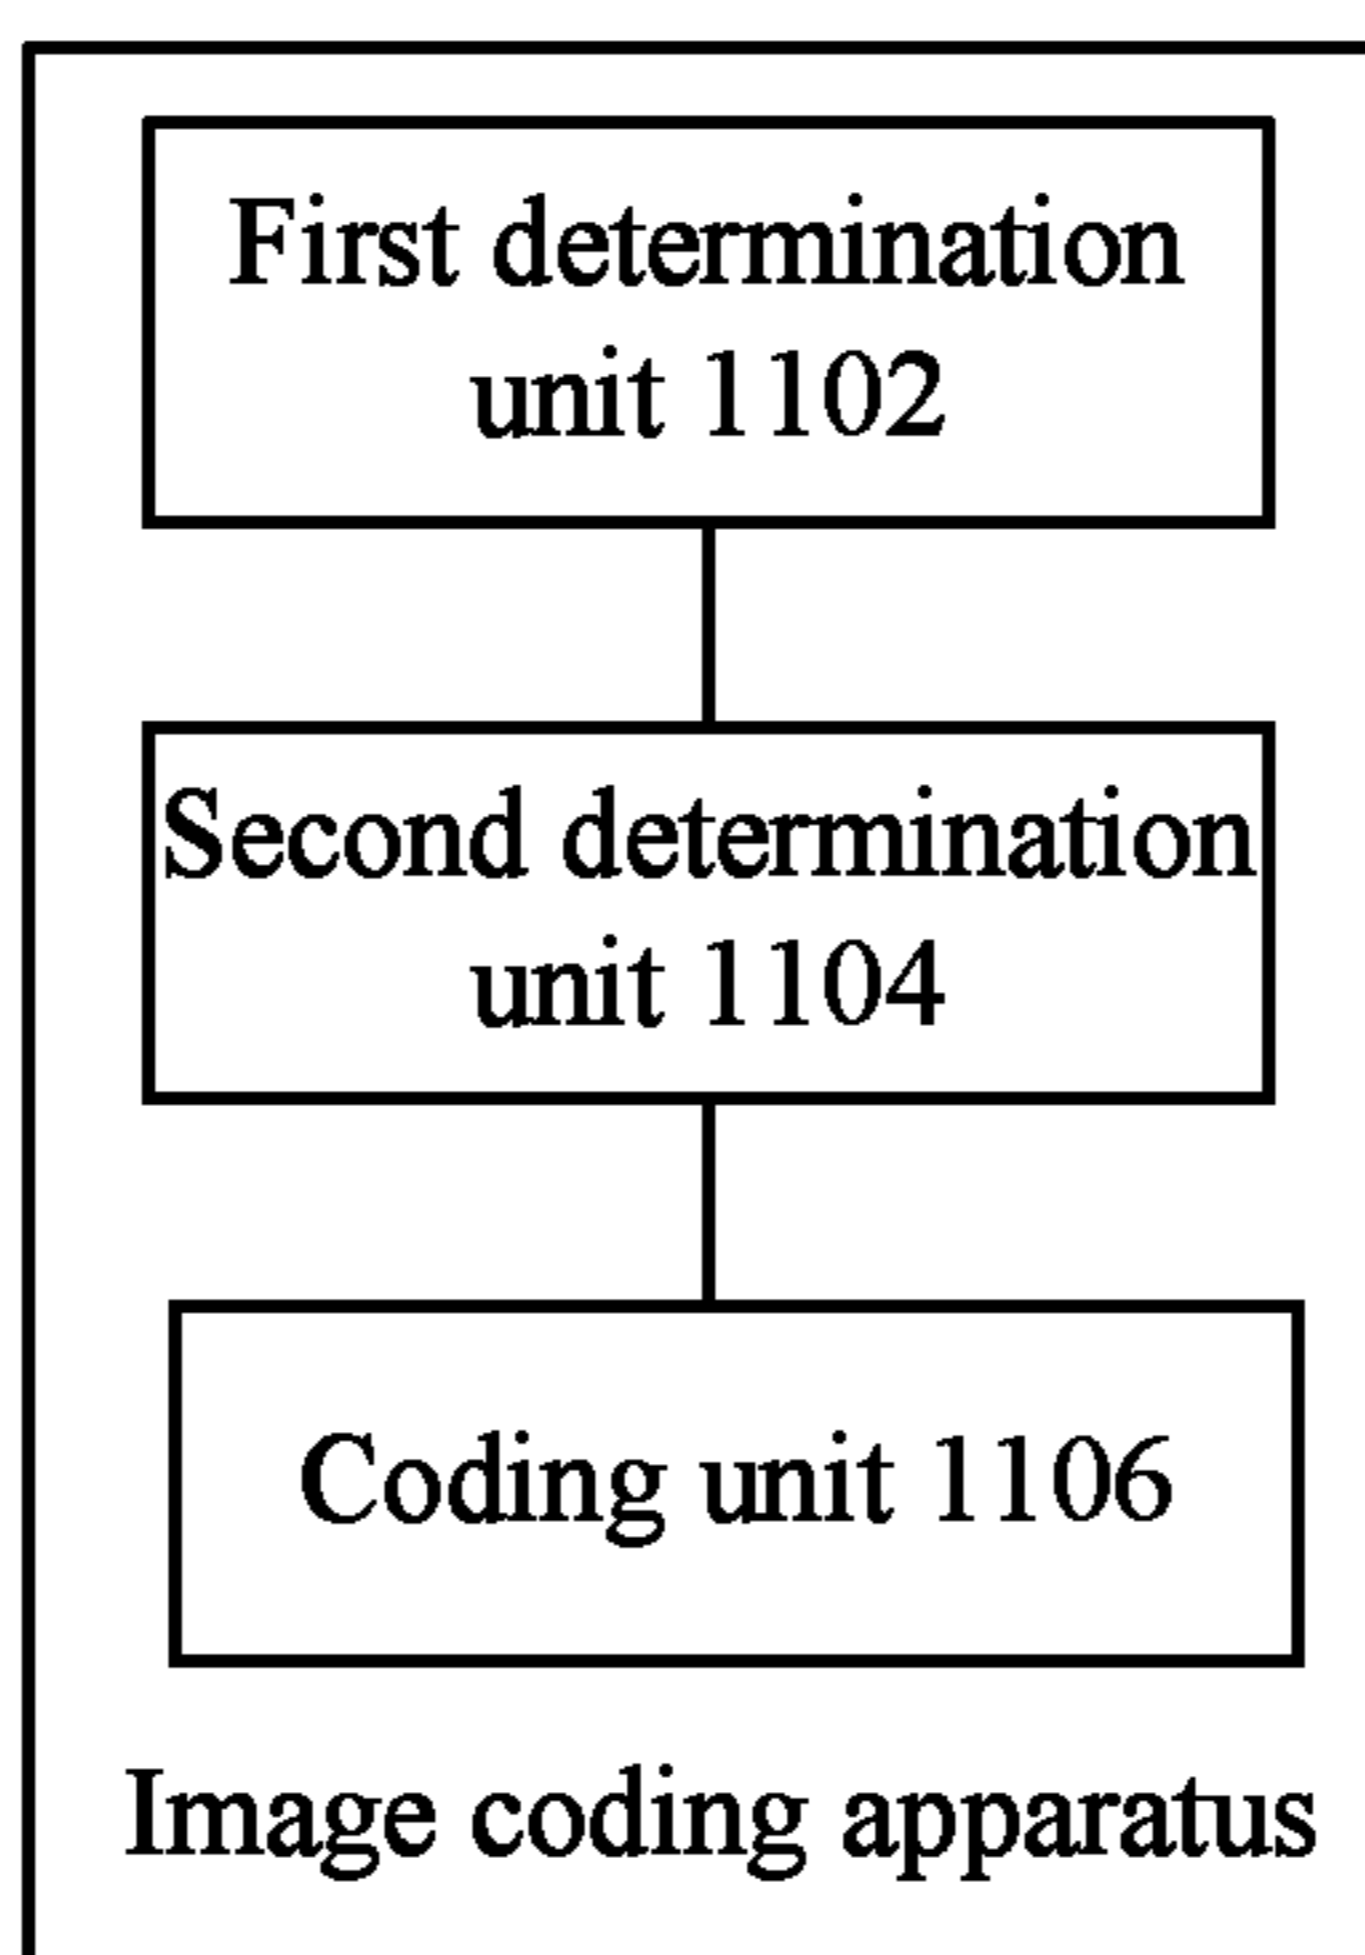 First determination
unit 1102
Second determination
unit 1104
Coding unit 1106
Image coding apparatus